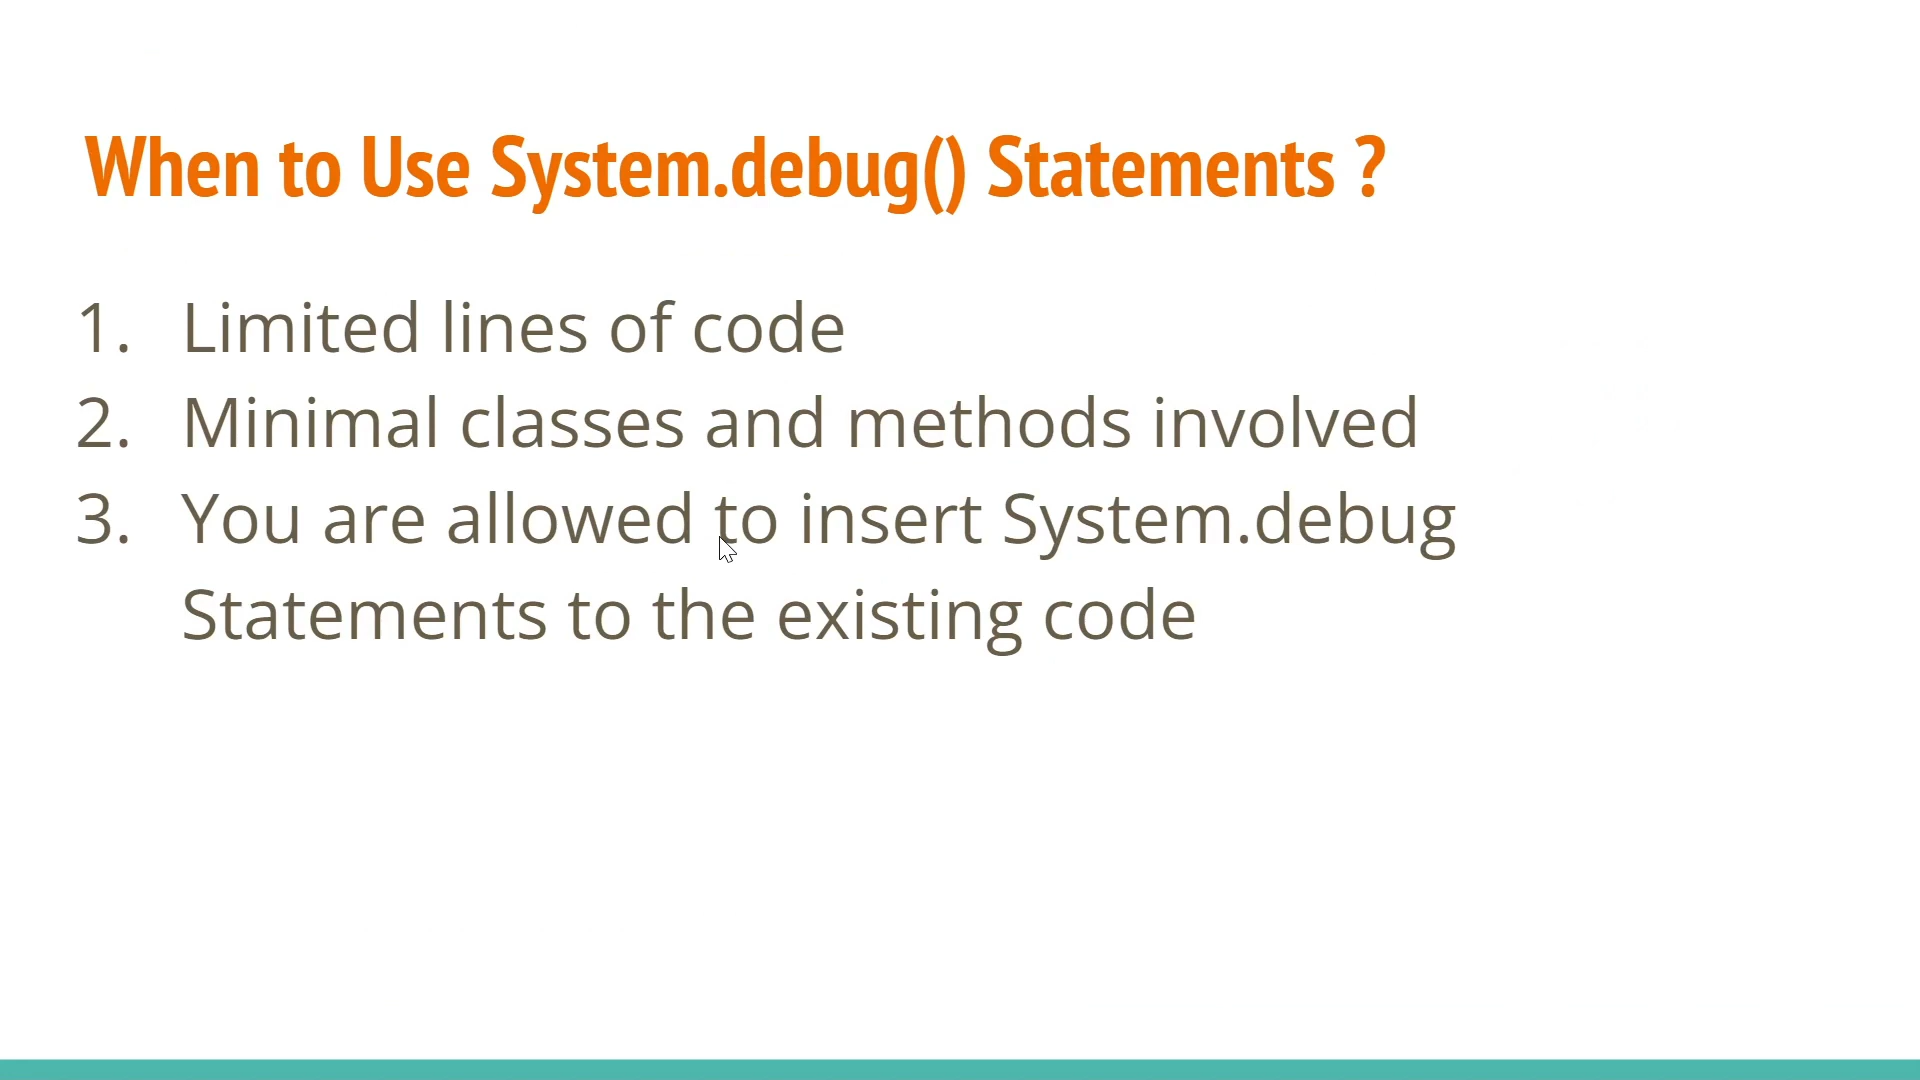 When to Use System.debug() Statements ?
1. Limited lines of code
2. Minimal classes and methods involved
3. You are allowed to insert System.debug
Statements to the existing code